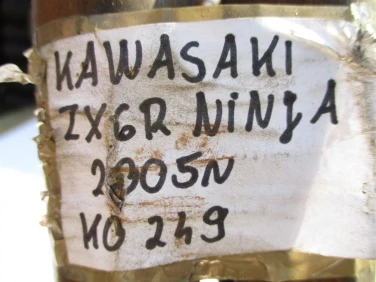 KAWASAKI
ZX6R NiNJA
2005N
KO 249